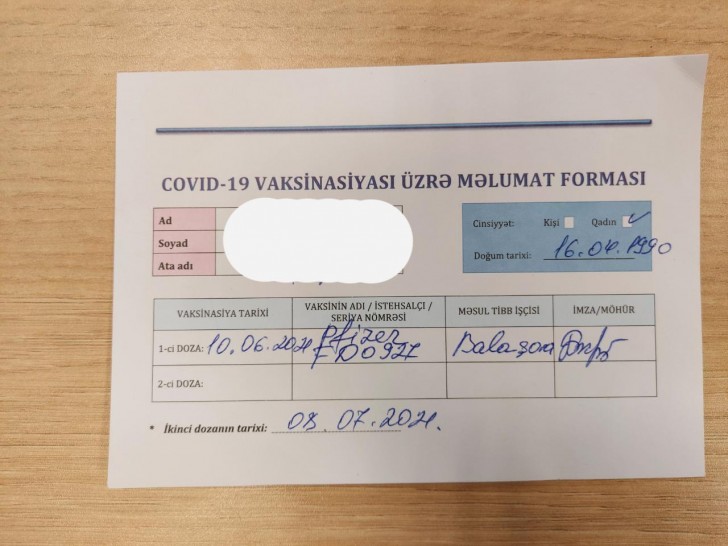 COVID-19 VAKSİNASİYASI ÜZRƏ MƏLUMAT FORMASI
Ad
Soyad
Ata adı
Cinsiyyət: Kişi Qadın ✓
Doğum tarixi: 16.04.1990
VAKSİNASİYA TARİXİ VAKSİNİN ADI / İSTEHSALÇI / SERİYA NÖMRƏSİ MƏSUL TİBB İŞÇİSİ İMZA/MÖHÜR
1-ci DOZA: 10.06.2021 Pfizer FD0927 Balaşova
2-ci DOZA:
* İkinci dozanın tarixi: 08.07.2021.